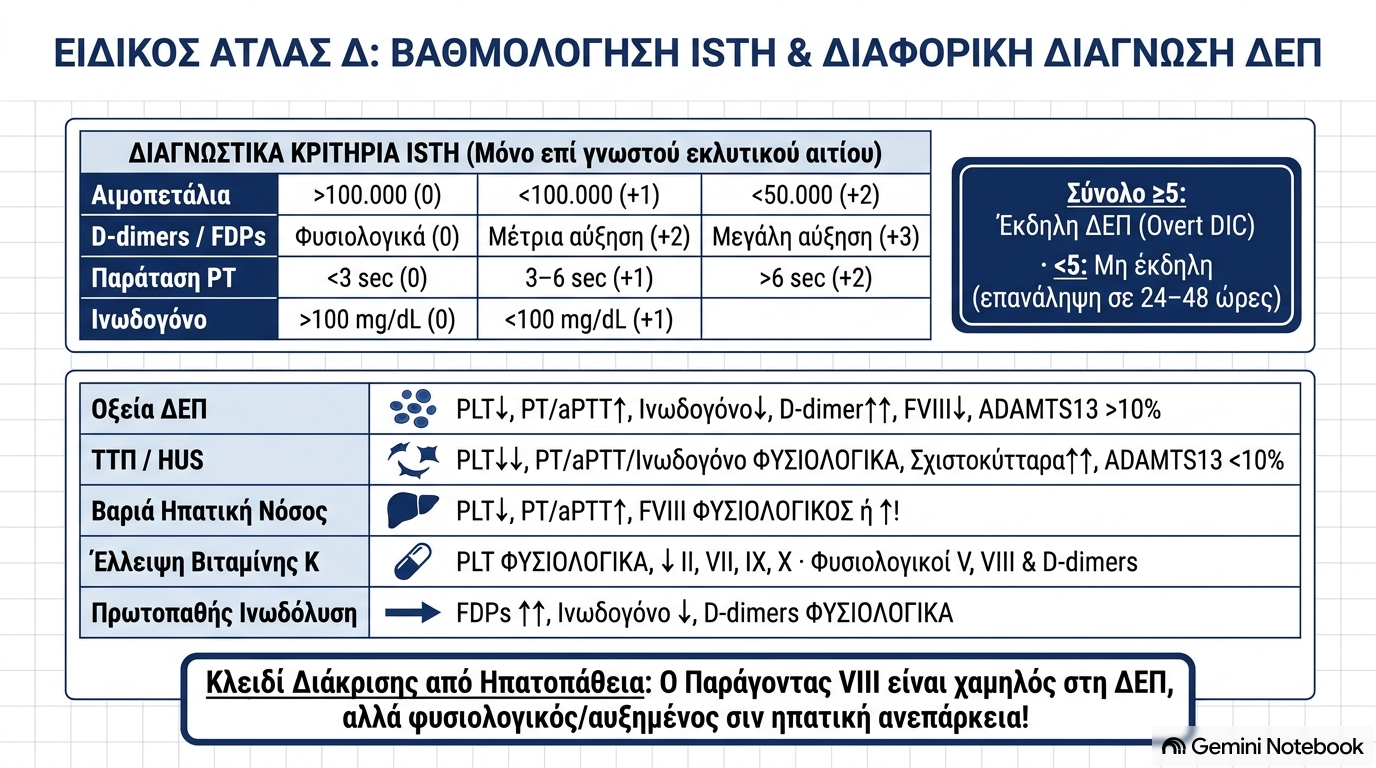 ΕΙΔΙΚΟΣ ΑΤΛΑΣ Δ: ΒΑΘΜΟΛΟΓΗΣΗ ISTH & ΔΙΑΦΟΡΙΚΗ ΔΙΑΓΝΩΣΗ ΔΕΠ
ΔΙΑΓΝΩΣΤΙΚΑ ΚΡΙΤΗΡΙΑ ISTH (Μόνο επί γνωστού εκλυτικού αιτίου)
Αιμοπετάλια >100.000 (0) <100.000 (+1) <50.000 (+2)
D-dimers / FDPs Φυσιολογικά (0) Μέτρια αύξηση (+2) Μεγάλη αύξηση (+3)
Παράταση PT <3 sec (0) 3–6 sec (+1) >6 sec (+2)
Ινωδογόνο >100 mg/dL (0) <100 mg/dL (+1)
Σύνολο ≥5:
Έκδηλη ΔΕΠ (Overt DIC)
· <5: Μη έκδηλη
(επανάληψη σε 24–48 ώρες)
Οξεία ΔΕΠ PLT↓, PT/aPTT↑, Ινωδογόνο↓, D-dimer↑↑, FVIII↓, ADAMTS13 >10%
ΤΤΠ / HUS PLT↓↓, PT/aPTT/Ινωδογόνο ΦΥΣΙΟΛΟΓΙΚΑ, Σχιστοκύτταρα↑↑, ADAMTS13 <10%
Βαριά Ηπατική Νόσος PLT↓, PT/aPTT↑, FVIII ΦΥΣΙΟΛΟΓΙΚΟΣ ή ↑!
Έλλειψη Βιταμίνης Κ PLT ΦΥΣΙΟΛΟΓΙΚΑ, ↓ II, VII, IX, X · Φυσιολογικοί V, VIII & D-dimers
Πρωτοπαθής Ινωδόλυση FDPs ↑↑, Ινωδογόνο ↓, D-dimers ΦΥΣΙΟΛΟΓΙΚΑ
Κλειδί Διάκρισης από Ηπατοπάθεια: Ο Παράγοντας VIII είναι χαμηλός στη ΔΕΠ,
αλλά φυσιολογικός/αυξημένος σιν ηπατική ανεπάρκεια!
Gemini Notebook